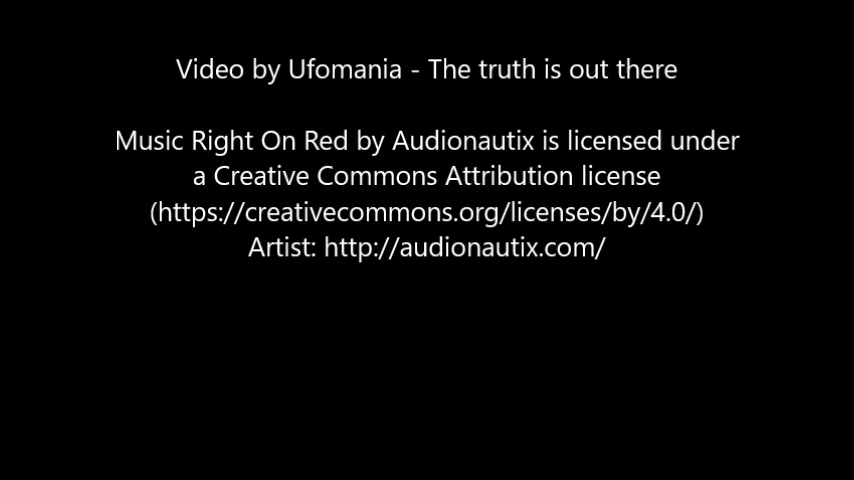 Video by Ufomania - The truth is out there
Music Right On Red by Audionautix is licensed under
a Creative Commons Attribution license
(https://creativecommons.org/licenses/by/4.0/)
Artist: http://audionautix.com/